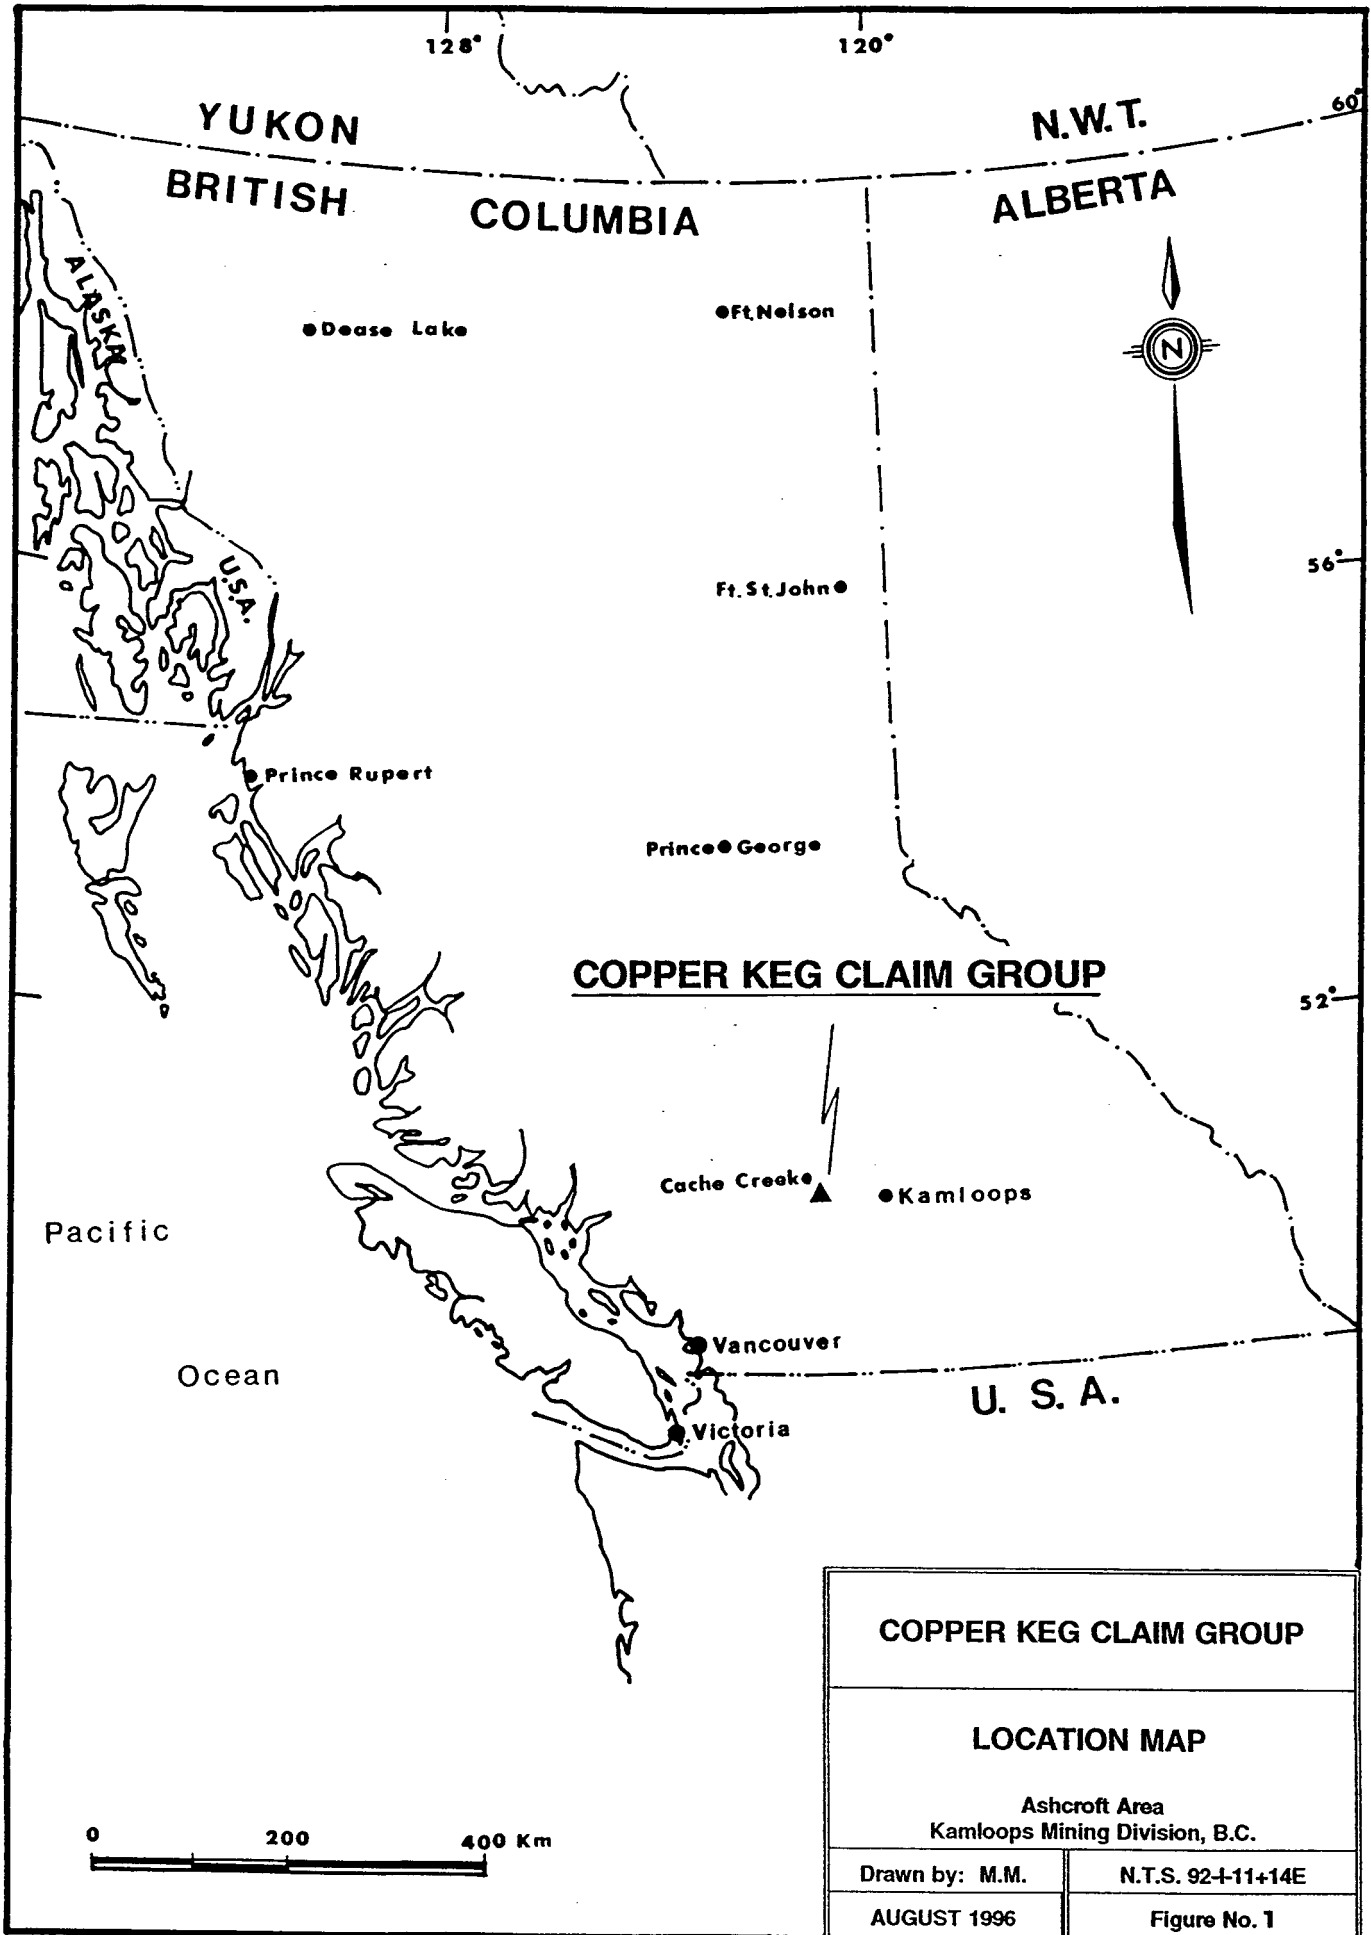 128°
120°
60°
YUKON
N.W.T.
BRITISH COLUMBIA
ALBERTA
ALASKA
Ft.Nelson
Dease Lake
N
U.S.A.
56°
Ft.St.John
Prince Rupert
Prince George
COPPER KEG CLAIM GROUP
52°
Cache Creek
Kamloops
Pacific
Vancouver
Ocean
U. S. A.
Victoria
COPPER KEG CLAIM GROUP
LOCATION MAP
Ashcroft Area
Kamloops Mining Division, B.C.
0 200 400 Km
Drawn by: M.M.
N.T.S. 92-I-11+14E
AUGUST 1996
Figure No. 1